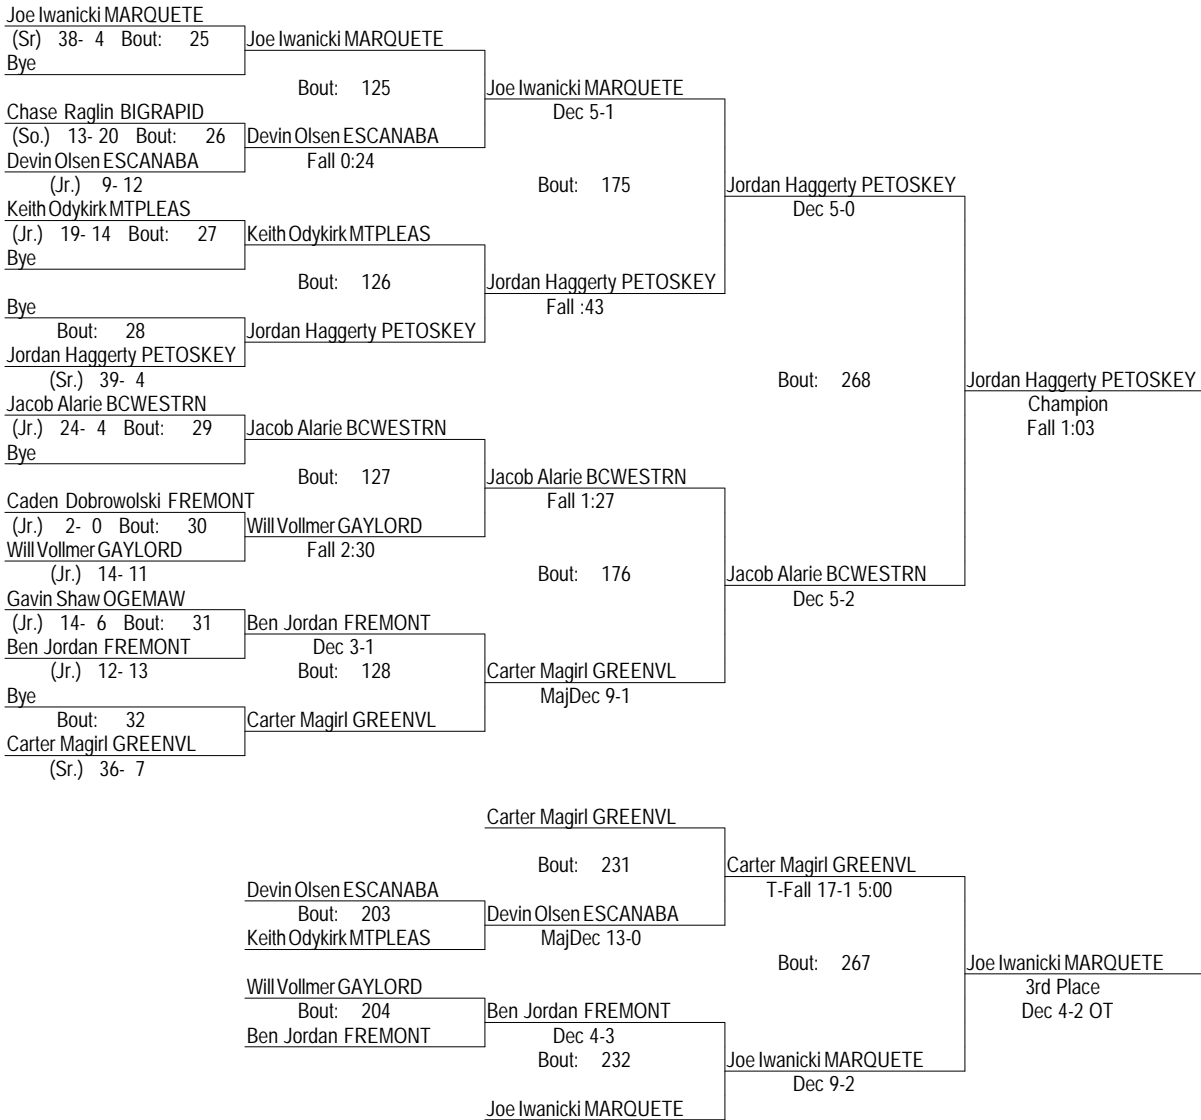 Joe Iwanicki MARQUETE
(Sr) 38- 4 Bout: 25
Bye
Joe Iwanicki MARQUETE
Bout: 125
Chase Raglin BIGRAPID
(So.) 13- 20 Bout: 26
Devin Olsen ESCANABA
(Jr.) 9- 12
Devin Olsen ESCANABA
Fall 0:24
Joe Iwanicki MARQUETE
Dec 5-1
Bout: 175
Keith Odykirk MTPLEAS
(Jr.) 19- 14 Bout: 27
Bye
Keith Odykirk MTPLEAS
Bout: 126
Bye
Bout: 28
Jordan Haggerty PETOSKEY
(Sr.) 39- 4
Jordan Haggerty PETOSKEY
Jordan Haggerty PETOSKEY
Fall :43
Jordan Haggerty PETOSKEY
Dec 5-0
Bout: 268
Jordan Haggerty PETOSKEY
Champion
Fall 1:03
Jacob Alarie BCWESTRN
(Jr.) 24- 4 Bout: 29
Bye
Jacob Alarie BCWESTRN
Bout: 127
Caden Dobrowolski FREMONT
(Jr.) 2- 0 Bout: 30
Will Vollmer GAYLORD
(Jr.) 14- 11
Will Vollmer GAYLORD
Fall 2:30
Jacob Alarie BCWESTRN
Fall 1:27
Bout: 176
Jacob Alarie BCWESTRN
Dec 5-2
Gavin Shaw OGEMAW
(Jr.) 14- 6 Bout: 31
Ben Jordan FREMONT
(Jr.) 12- 13
Ben Jordan FREMONT
Dec 3-1
Bout: 128
Bye
Bout: 32
Carter Magirl GREENVL
(Sr.) 36- 7
Carter Magirl GREENVL
Carter Magirl GREENVL
MajDec 9-1
Carter Magirl GREENVL
Bout: 231
Devin Olsen ESCANABA
Bout: 203
Keith Odykirk MTPLEAS
Devin Olsen ESCANABA
MajDec 13-0
Carter Magirl GREENVL
T-Fall 17-1 5:00
Bout: 267
Joe Iwanicki MARQUETE
3rd Place
Dec 4-2 OT
Will Vollmer GAYLORD
Bout: 204
Ben Jordan FREMONT
Ben Jordan FREMONT
Dec 4-3
Bout: 232
Joe Iwanicki MARQUETE
Joe Iwanicki MARQUETE
Dec 9-2